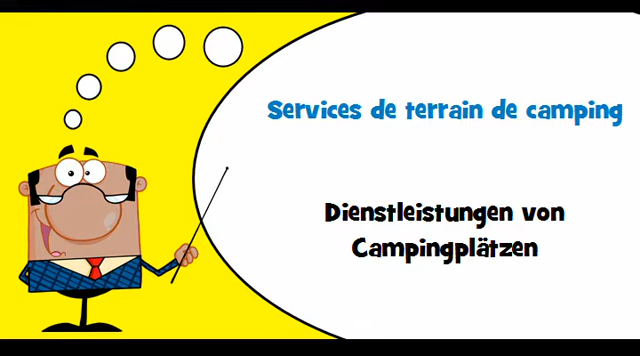 Services de terrain de camping
Dienstleistungen von
Campingplätzen